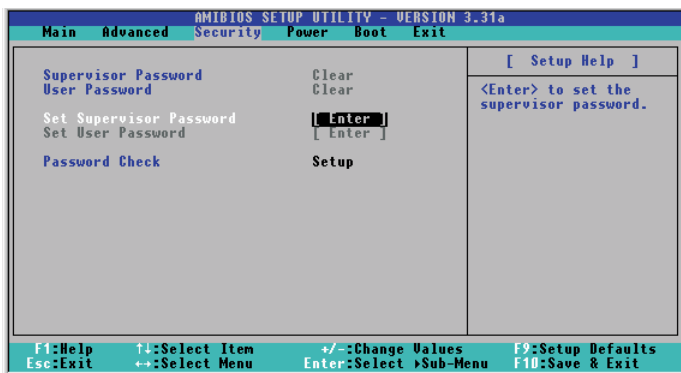 AMIBIOS SETUP UTILITY - VERSION 3.31a
Main Advanced Security Power Boot Exit
[ Setup Help ]
Supervisor Password Clear
User Password Clear
<Enter> to set the
supervisor password.
Set Supervisor Password [ Enter ]
Set User Password [ Enter ]
Password Check Setup
F1:Help ↑↓:Select Item +/-:Change Values F9:Setup Defaults
Esc:Exit ←→:Select Menu Enter:Select ▸Sub-Menu F10:Save & Exit